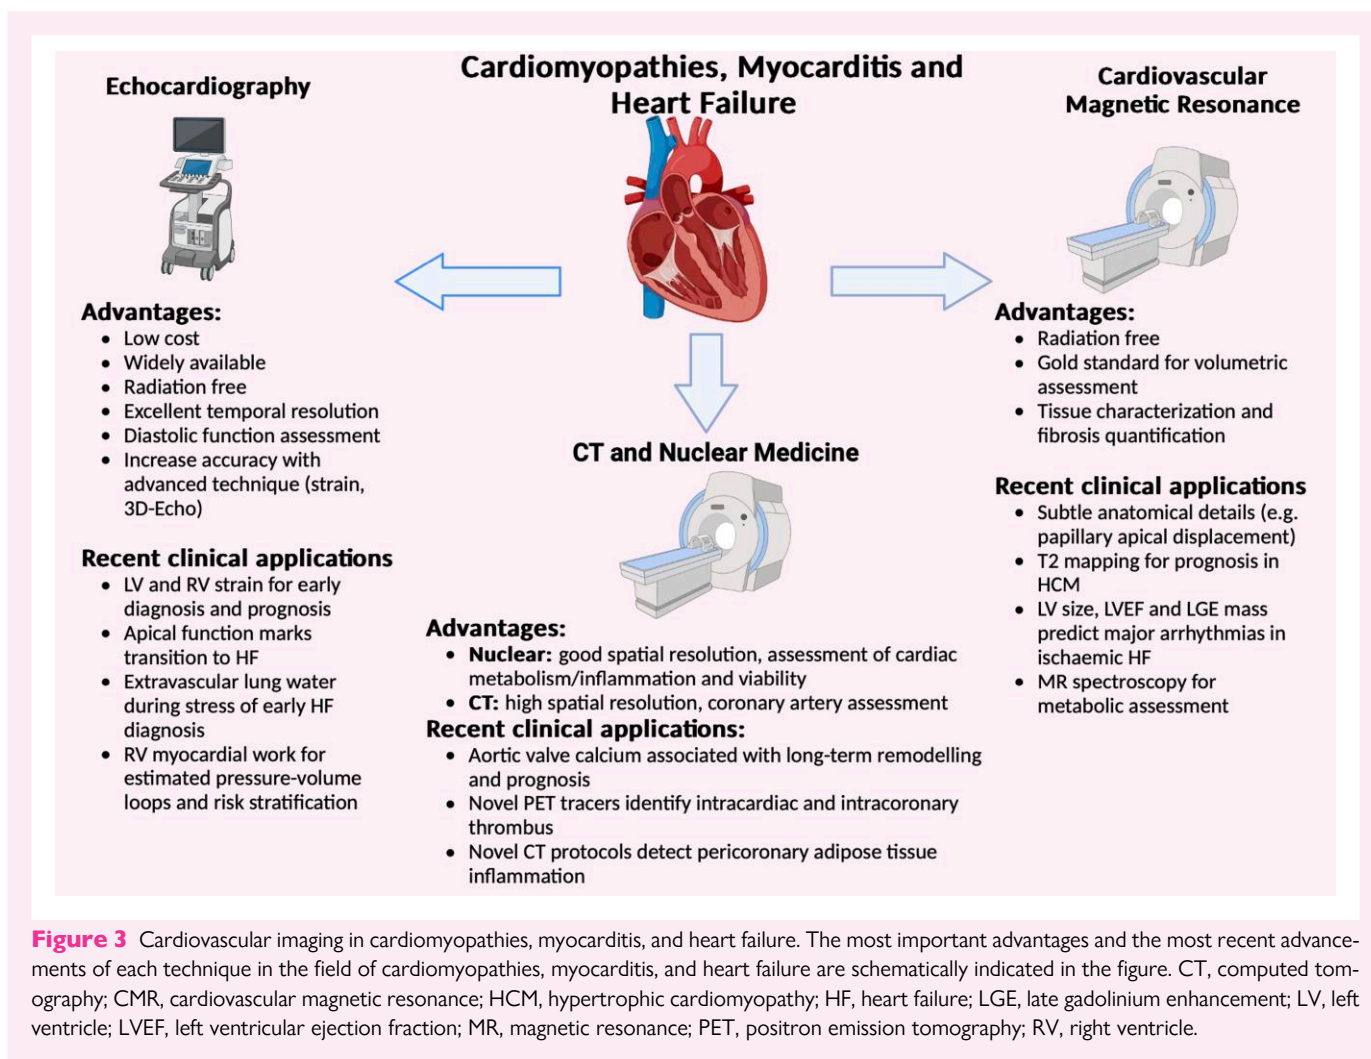 Cardiomyopathies, Myocarditis and
Heart Failure
Echocardiography
Advantages:
• Low cost
• Widely available
• Radiation free
• Excellent temporal resolution
• Diastolic function assessment
• Increase accuracy with
advanced technique (strain,
3D-Echo)
Recent clinical applications
• LV and RV strain for early
diagnosis and prognosis
• Apical function marks
transition to HF
• Extravascular lung water
during stress of early HF
diagnosis
• RV myocardial work for
estimated pressure-volume
loops and risk stratification
CT and Nuclear Medicine
Advantages:
• Nuclear: good spatial resolution, assessment of cardiac
metabolism/inflammation and viability
• CT: high spatial resolution, coronary artery assessment
Recent clinical applications:
• Aortic valve calcium associated with long-term remodelling
and prognosis
• Novel PET tracers identify intracardiac and intracoronary
thrombus
• Novel CT protocols detect pericoronary adipose tissue
inflammation
Cardiovascular
Magnetic Resonance
Advantages:
• Radiation free
• Gold standard for volumetric
assessment
• Tissue characterization and
fibrosis quantification
Recent clinical applications
• Subtle anatomical details (e.g.
papillary apical displacement)
• T2 mapping for prognosis in
HCM
• LV size, LVEF and LGE mass
predict major arrhythmias in
ischaemic HF
• MR spectroscopy for
metabolic assessment
Figure 3 Cardiovascular imaging in cardiomyopathies, myocarditis, and heart failure. The most important advantages and the most recent advance-
ments of each technique in the field of cardiomyopathies, myocarditis, and heart failure are schematically indicated in the figure. CT, computed tom-
ography; CMR, cardiovascular magnetic resonance; HCM, hypertrophic cardiomyopathy; HF, heart failure; LGE, late gadolinium enhancement; LV, left
ventricle; LVEF, left ventricular ejection fraction; MR, magnetic resonance; PET, positron emission tomography; RV, right ventricle.